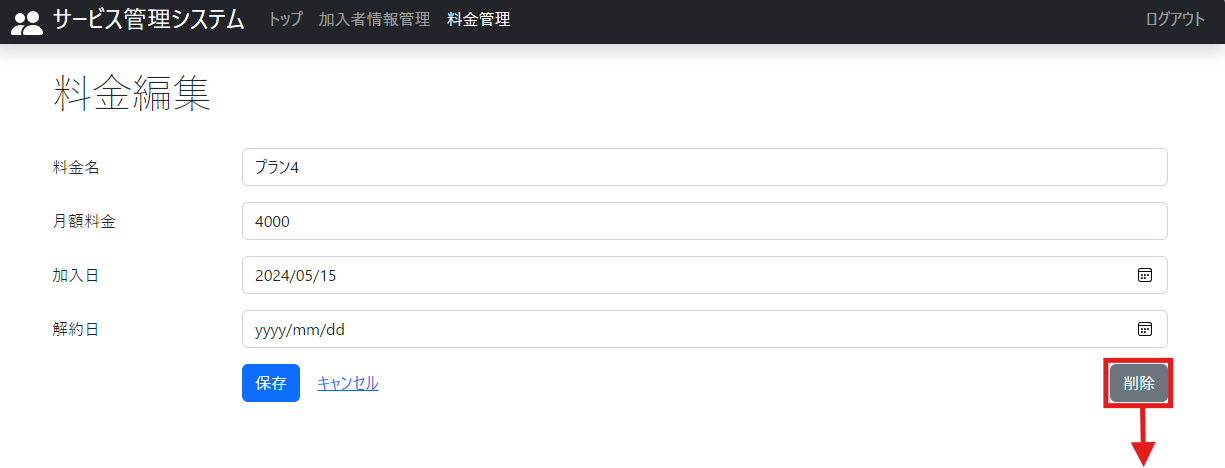 サービス管理システム トップ 加入者情報管理 料金管理 ログアウト
料金編集
料金名 プラン4
月額料金 4000
加入日 2024/05/15
解約日 yyyy/mm/dd
保存 キャンセル 削除